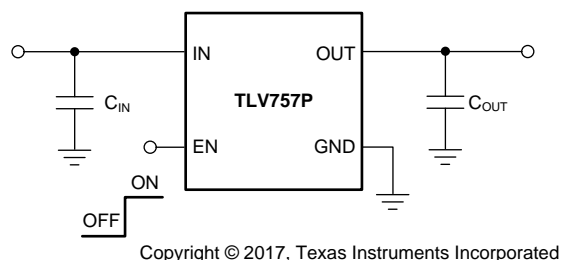 IN
OUT
TLV757P
C_IN
C_OUT
EN
GND
ON
OFF
Copyright © 2017, Texas Instruments Incorporated